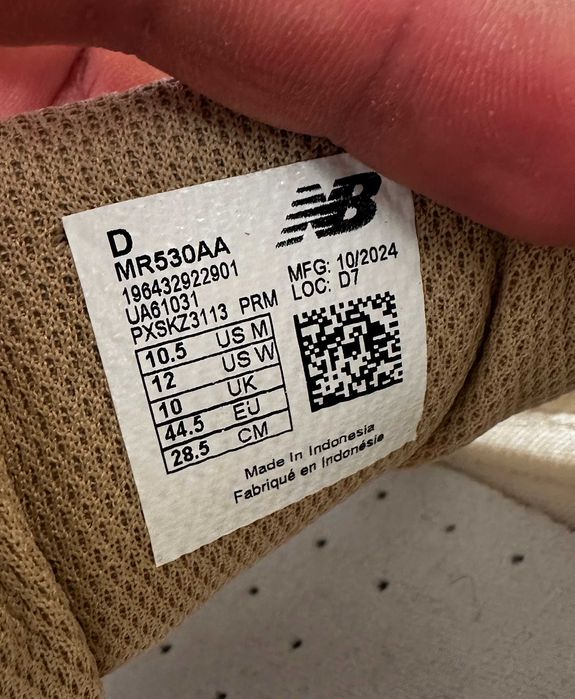 NB
D
MR530AA
196432922901
UA61031
PXSKZ3113 PRM
MFG: 10/2024
LOC: D7
10.5 US M
12 US W
10 UK
44.5 EU
28.5 CM
Made In Indonesia
Fabriqué en Indonésie